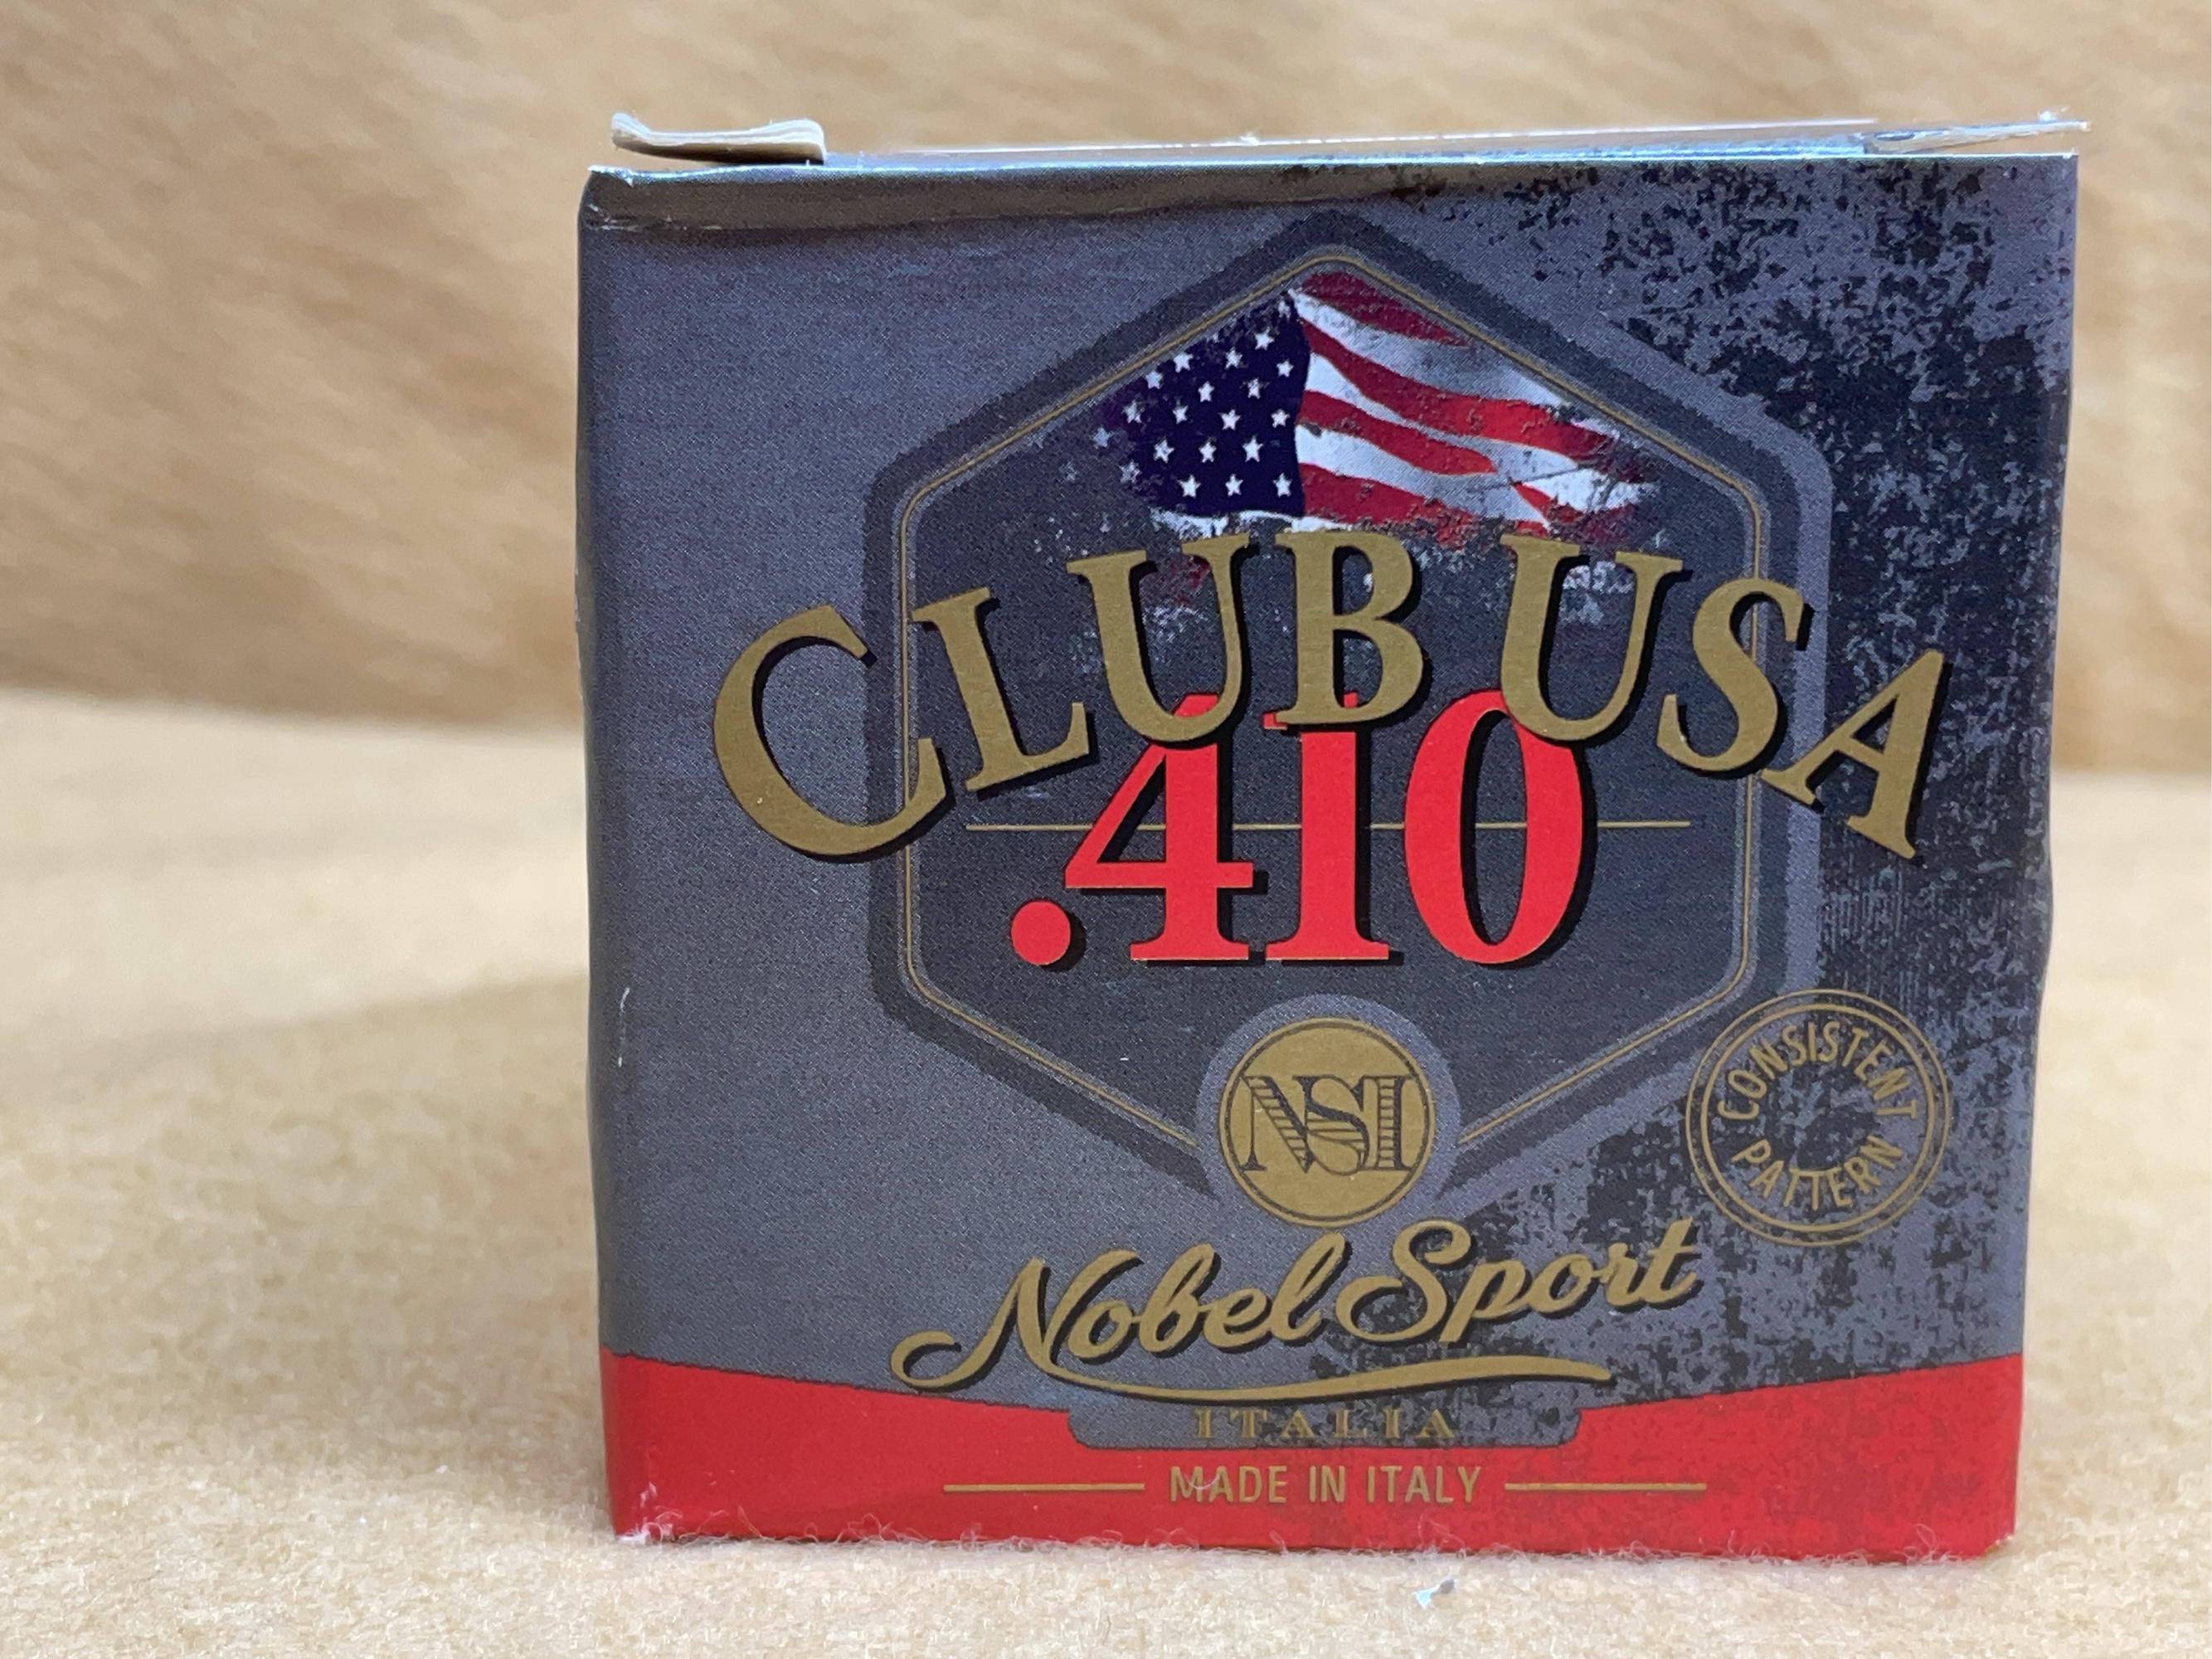 CLUB USA
.410
NSI
CONSISTENT
PATTERN
Nobel Sport
ITALIA
MADE IN ITALY